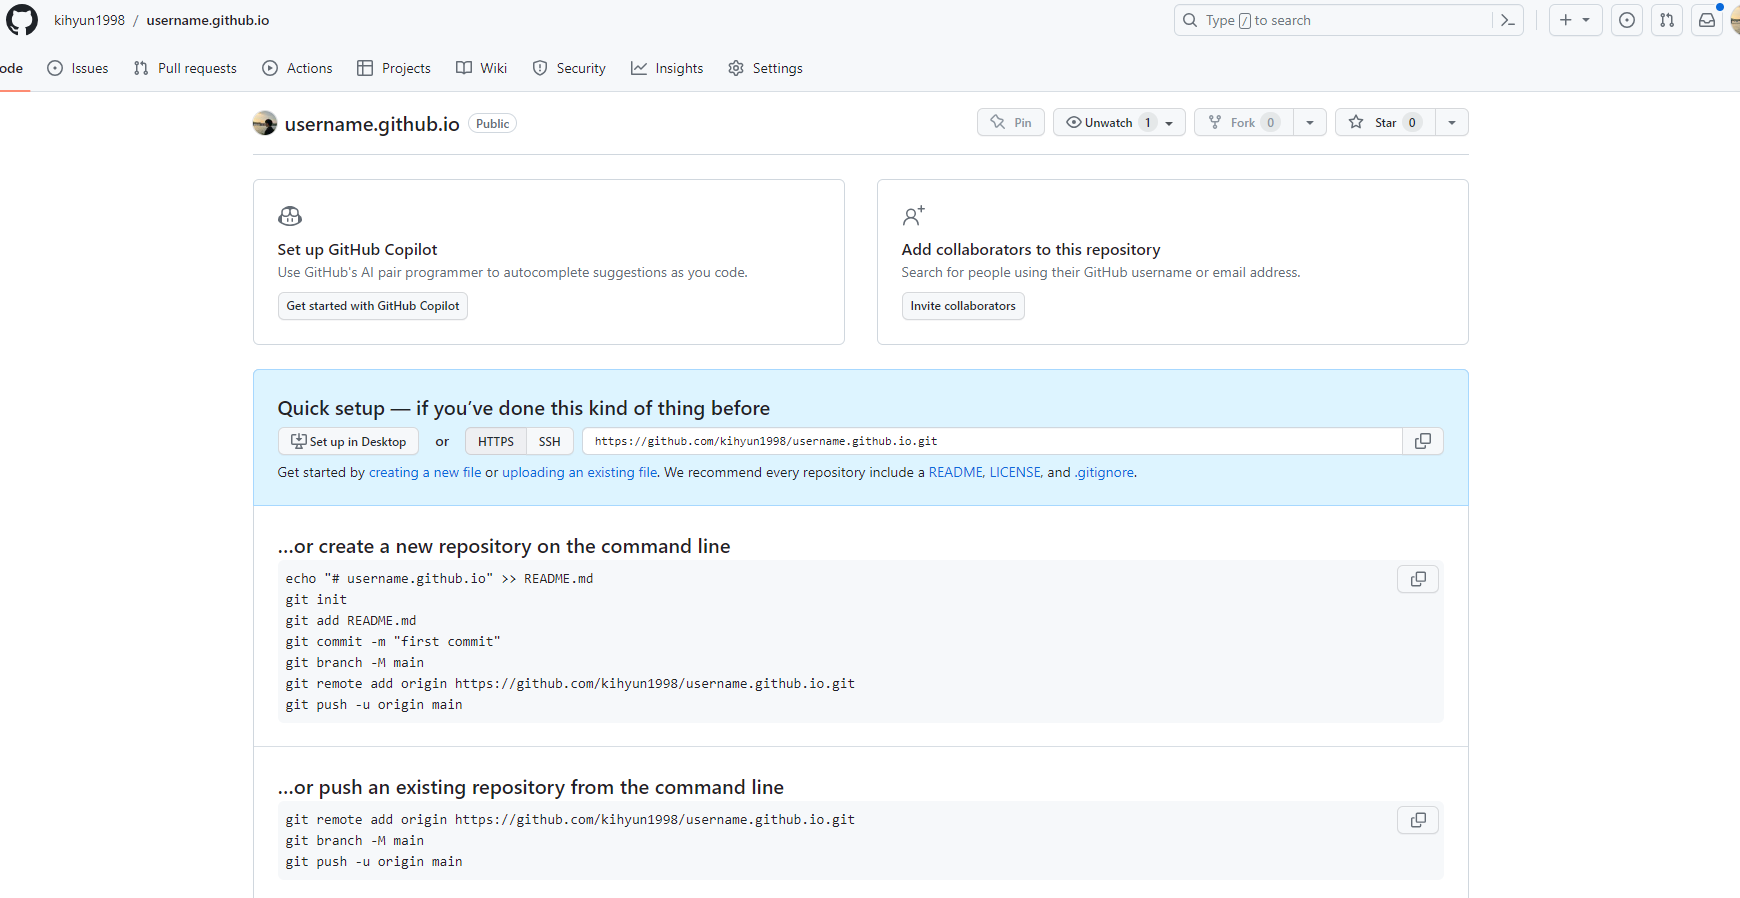 kihyun1998 / username.github.io
Type / to search
ode Issues Pull requests Actions Projects Wiki Security Insights Settings
username.github.io Public
Pin Unwatch 1 Fork 0 Star 0
Set up GitHub Copilot
Use GitHub's AI pair programmer to autocomplete suggestions as you code.
Get started with GitHub Copilot
Add collaborators to this repository
Search for people using their GitHub username or email address.
Invite collaborators
Quick setup — if you’ve done this kind of thing before
Set up in Desktop or HTTPS SSH https://github.com/kihyun1998/username.github.io.git
Get started by creating a new file or uploading an existing file. We recommend every repository include a README, LICENSE, and .gitignore.
…or create a new repository on the command line
echo "# username.github.io" >> README.md
git init
git add README.md
git commit -m "first commit"
git branch -M main
git remote add origin https://github.com/kihyun1998/username.github.io.git
git push -u origin main
…or push an existing repository from the command line
git remote add origin https://github.com/kihyun1998/username.github.io.git
git branch -M main
git push -u origin main